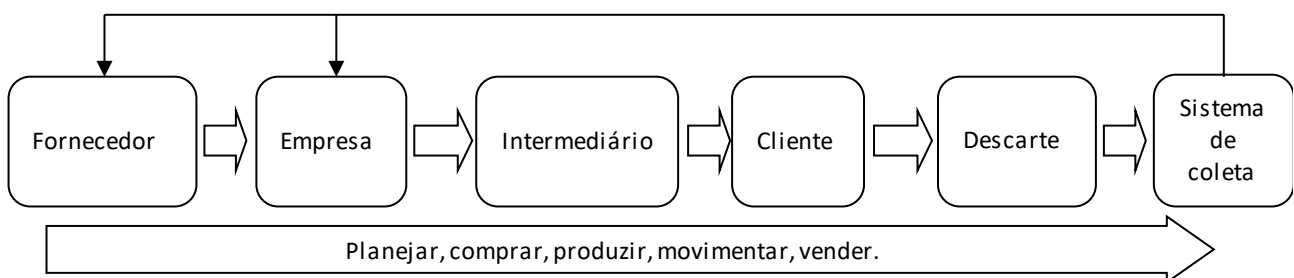 Fornecedor
Empresa
Intermediário
Cliente
Descarte
Sistema
de
coleta
Planejar, comprar, produzir, movimentar, vender.